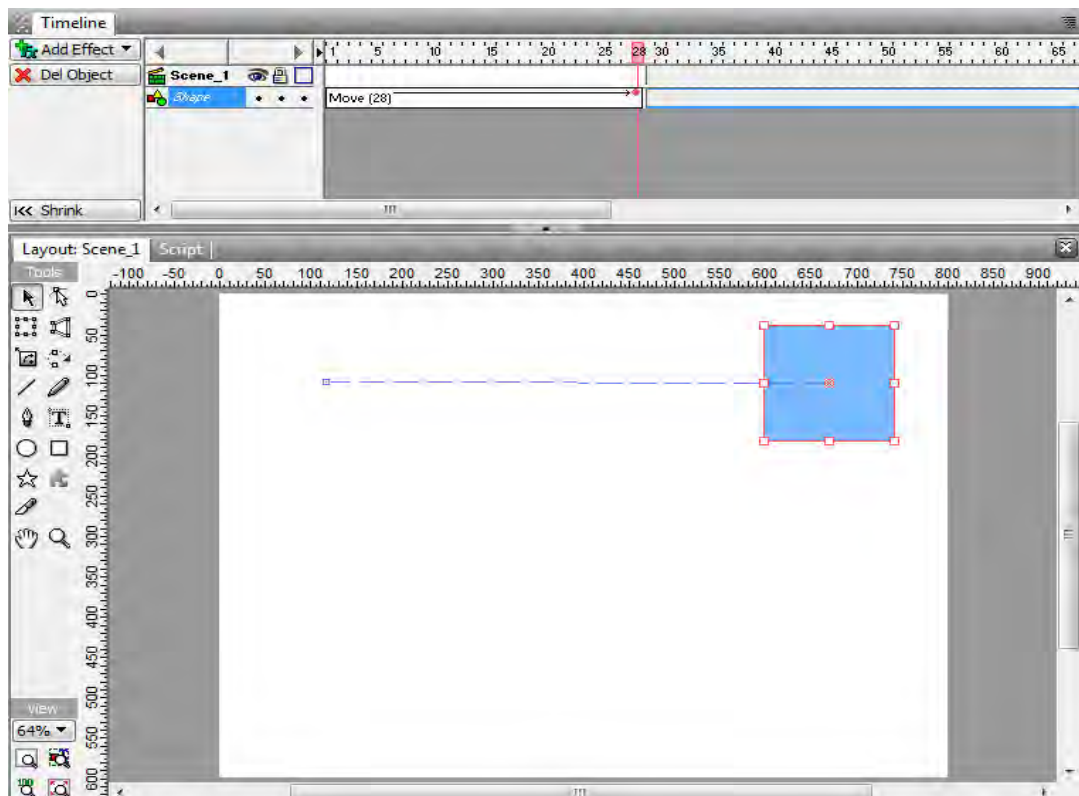 Timeline
Add Effect 1 5 10 15 20 25 28 30 35 40 45 50 55 60 65
Del Object Scene_1
Shape Move (28)
Shrink
Layout: Scene_1 Script
Tools -100 -50 0 50 100 150 200 250 300 350 400 450 500 550 600 650 700 750 800 850 900
0
50
100
150
200
250
300
350
400
450
500
550
600
T
View
64%
100